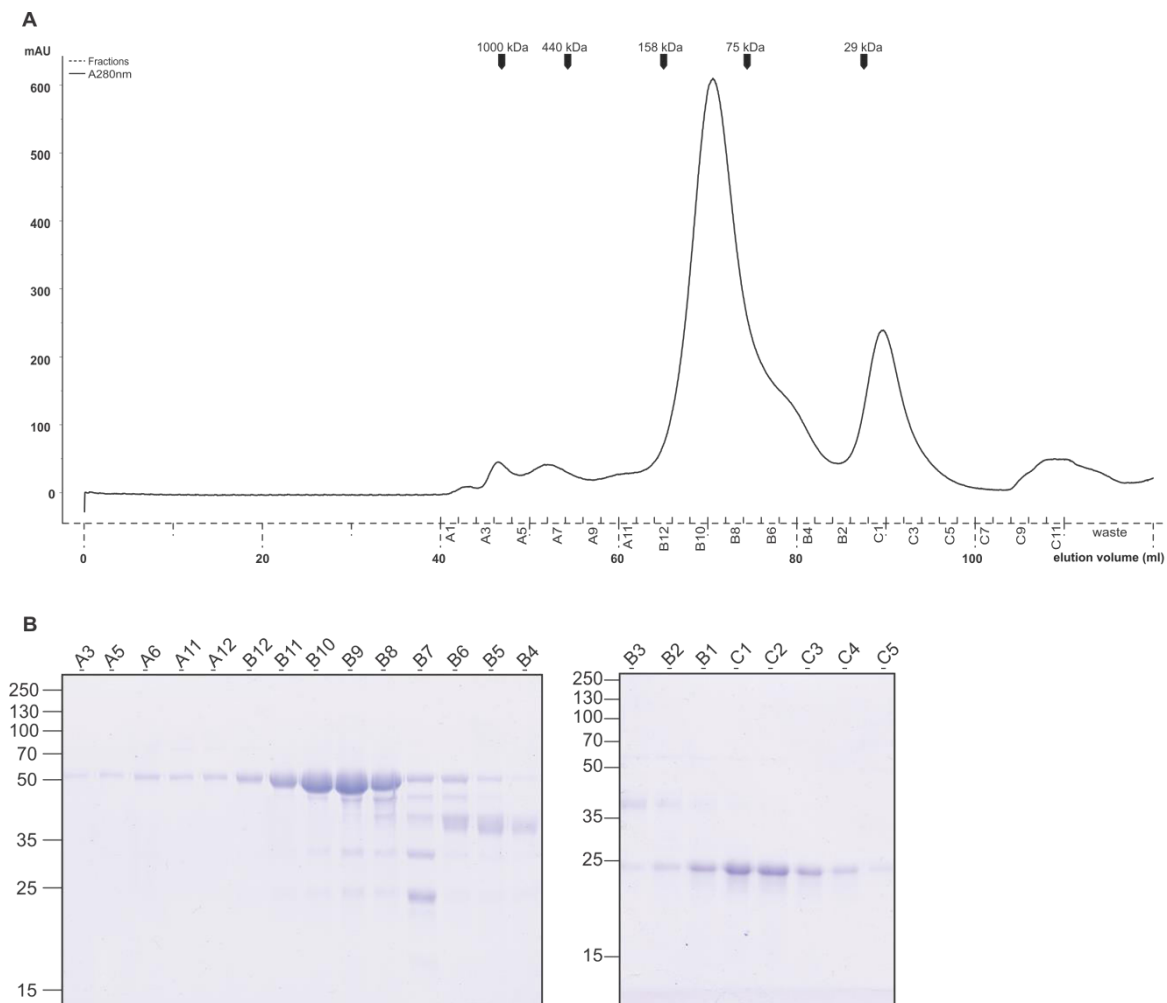 A
mAU
1000 kDa 440 kDa 158 kDa 75 kDa 29 kDa
Fractions
A280nm
600
500
400
300
200
100
0
A1 A3 A5 A7 A9 A11 B12 B10 B8 B6 B4 B2 C1 C3 C5 C7 C9 C11 waste
0 20 40 60 80 100 elution volume (ml)
B
A3 A5 A6 A11 A12 B12 B11 B10 B9 B8 B7 B6 B5 B4
250
130
100
70
50
35
25
15
B3 B2 B1 C1 C2 C3 C4 C5
250
130
100
70
50
35
25
15